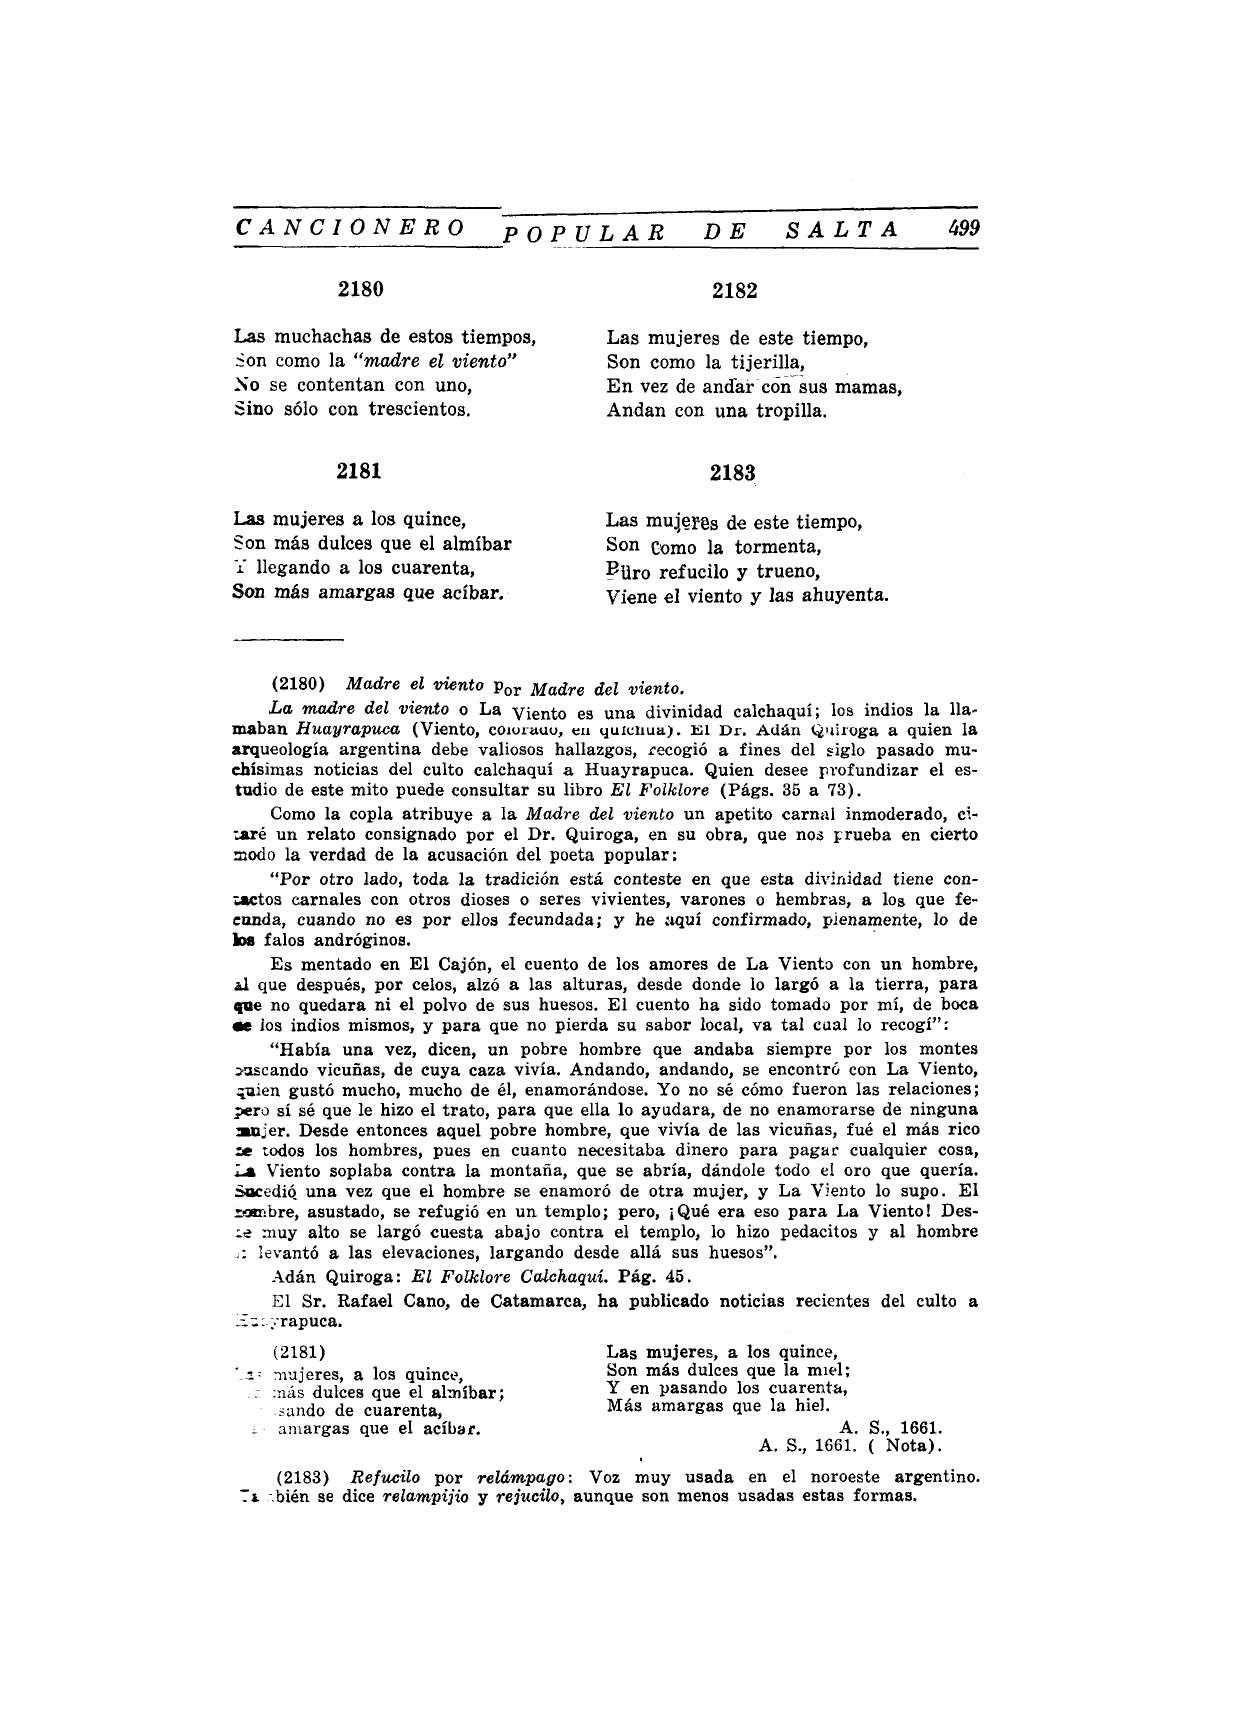 CANCIONERO POPULAR DE SALTA 499
2180
Las muchachas de estos tiempos,
Son como la “madre el viento”
No se contentan con uno,
Sino sólo con trescientos.
2181
Las mujeres a los quince,
Son más dulces que el almíbar
Y llegando a los cuarenta,
Son más amargas que acíbar.
2182
Las mujeres de este tiempo,
Son como la tijerilla,
En vez de andar con sus mamas,
Andan con una tropilla.
2183
Las mujeres de este tiempo,
Son como la tormenta,
Puro refucilo y trueno,
Viene el viento y las ahuyenta.
(2180) Madre el viento por Madre del viento.
La madre del viento o La Viento es una divinidad calchaquí; los indios la lla-
maban Huayrapuca (Viento, colorado, en quichua). El Dr. Adán Quiroga a quien la
arqueología argentina debe valiosos hallazgos, recogió a fines del siglo pasado mu-
chísimas noticias del culto calchaquí a Huayrapuca. Quien desee profundizar el es-
tudio de este mito puede consultar su libro El Folklore (Págs. 35 a 73).
Como la copla atribuye a la Madre del viento un apetito carnal inmoderado, ci-
taré un relato consignado por el Dr. Quiroga, en su obra, que nos prueba en cierto
modo la verdad de la acusación del poeta popular:
“Por otro lado, toda la tradición está conteste en que esta divinidad tiene con-
tactos carnales con otros dioses o seres vivientes, varones o hembras, a los que fe-
cunda, cuando no es por ellos fecundada; y he aquí confirmado, plenamente, lo de
los falos andróginos.
Es mentado en El Cajón, el cuento de los amores de La Viento con un hombre,
al que después, por celos, alzó a las alturas, desde donde lo largó a la tierra, para
que no quedara ni el polvo de sus huesos. El cuento ha sido tomado por mí, de boca
de los indios mismos, y para que no pierda su sabor local, va tal cual lo recogí”:
“Había una vez, dicen, un pobre hombre que andaba siempre por los montes
buscando vicuñas, de cuya caza vivía. Andando, andando, se encontró con La Viento,
quien gustó mucho, mucho de él, enamorándose. Yo no sé cómo fueron las relaciones;
pero sí sé que le hizo el trato, para que ella lo ayudara, de no enamorarse de ninguna
mujer. Desde entonces aquel pobre hombre, que vivía de las vicuñas, fué el más rico
de todos los hombres, pues en cuanto necesitaba dinero para pagar cualquier cosa,
La Viento soplaba contra la montaña, que se abría, dándole todo el oro que quería.
Sucedió una vez que el hombre se enamoró de otra mujer, y La Viento lo supo. El
hombre, asustado, se refugió en un templo; pero, ¡Qué era eso para La Viento! Des-
de muy alto se largó cuesta abajo contra el templo, lo hizo pedacitos y al hombre
levantó a las elevaciones, largando desde allá sus huesos”.
Adán Quiroga: El Folklore Calchaquí. Pág. 45.
El Sr. Rafael Cano, de Catamarca, ha publicado noticias recientes del culto a
Huayrapuca.
(2181)
mujeres, a los quince,
más dulces que el almíbar;
de cuarenta,
amargas que el acíbar.
Las mujeres, a los quince,
Son más dulces que la miel;
Y en pasando los cuarenta,
Más amargas que la hiel.
A. S., 1661.
A. S., 1661. ( Nota).
(2183) Refucilo por relámpago: Voz muy usada en el noroeste argentino.
También se dice relampijio y rejucilo, aunque son menos usadas estas formas.